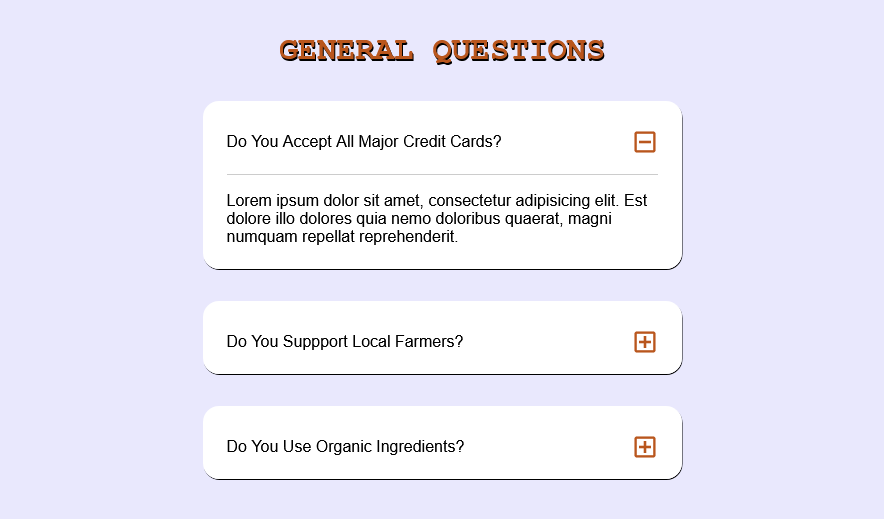 GENERAL QUESTIONS
Do You Accept All Major Credit Cards?
Lorem ipsum dolor sit amet, consectetur adipisicing elit. Est
dolore illo dolores quia nemo doloribus quaerat, magni
numquam repellat reprehenderit.
Do You Suppport Local Farmers?
Do You Use Organic Ingredients?